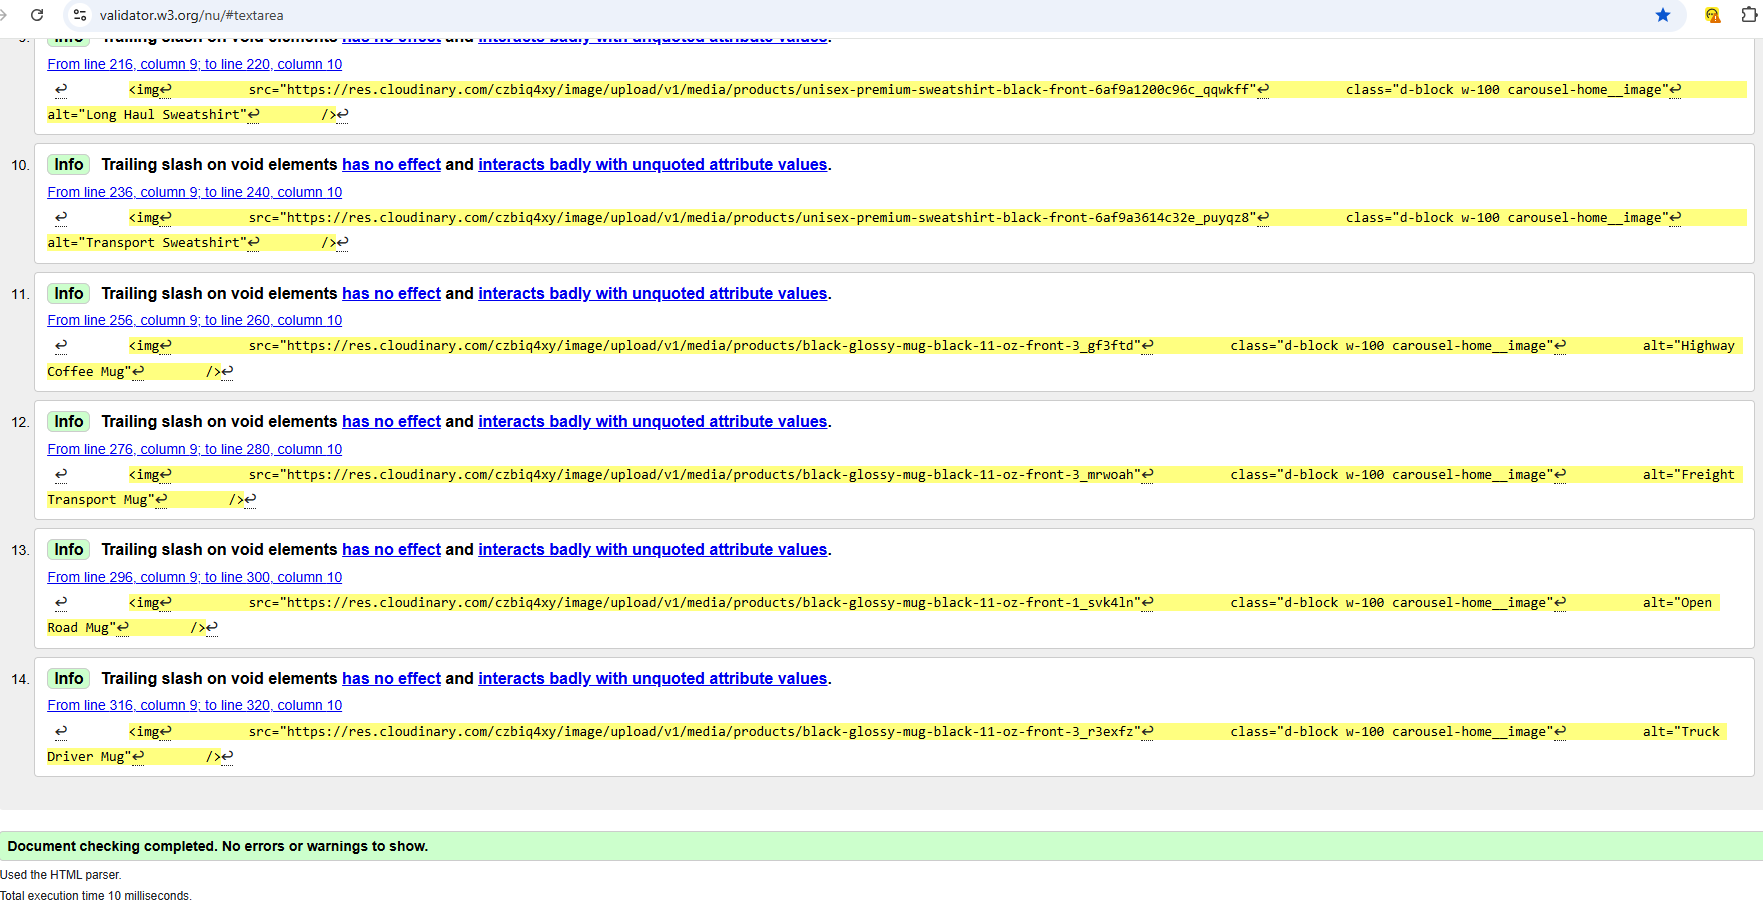 validator.w3.org/nu/#textarea
9. Info Trailing slash on void elements has no effect and interacts badly with unquoted attribute values.
From line 216, column 9; to line 220, column 10
↩ <img↩ src="https://res.cloudinary.com/czbiq4xy/image/upload/v1/media/products/unisex-premium-sweatshirt-black-front-6af9a1200c96c_qqwkff"↩ class="d-block w-100 carousel-home__image"↩
alt="Long Haul Sweatshirt"↩ />↩
10. Info Trailing slash on void elements has no effect and interacts badly with unquoted attribute values.
From line 236, column 9; to line 240, column 10
↩ <img↩ src="https://res.cloudinary.com/czbiq4xy/image/upload/v1/media/products/unisex-premium-sweatshirt-black-front-6af9a3614c32e_puyqz8"↩ class="d-block w-100 carousel-home__image"↩
alt="Transport Sweatshirt"↩ />↩
11. Info Trailing slash on void elements has no effect and interacts badly with unquoted attribute values.
From line 256, column 9; to line 260, column 10
↩ <img↩ src="https://res.cloudinary.com/czbiq4xy/image/upload/v1/media/products/black-glossy-mug-black-11-oz-front-3_gf3ftd"↩ class="d-block w-100 carousel-home__image"↩ alt="Highway
Coffee Mug"↩ />↩
12. Info Trailing slash on void elements has no effect and interacts badly with unquoted attribute values.
From line 276, column 9; to line 280, column 10
↩ <img↩ src="https://res.cloudinary.com/czbiq4xy/image/upload/v1/media/products/black-glossy-mug-black-11-oz-front-3_mrwoah"↩ class="d-block w-100 carousel-home__image"↩ alt="Freight
Transport Mug"↩ />↩
13. Info Trailing slash on void elements has no effect and interacts badly with unquoted attribute values.
From line 296, column 9; to line 300, column 10
↩ <img↩ src="https://res.cloudinary.com/czbiq4xy/image/upload/v1/media/products/black-glossy-mug-black-11-oz-front-1_svk4ln"↩ class="d-block w-100 carousel-home__image"↩ alt="Open
Road Mug"↩ />↩
14. Info Trailing slash on void elements has no effect and interacts badly with unquoted attribute values.
From line 316, column 9; to line 320, column 10
↩ <img↩ src="https://res.cloudinary.com/czbiq4xy/image/upload/v1/media/products/black-glossy-mug-black-11-oz-front-3_r3exfz"↩ class="d-block w-100 carousel-home__image"↩ alt="Truck
Driver Mug"↩ />↩
Document checking completed. No errors or warnings to show.
Used the HTML parser.
Total execution time 10 milliseconds.